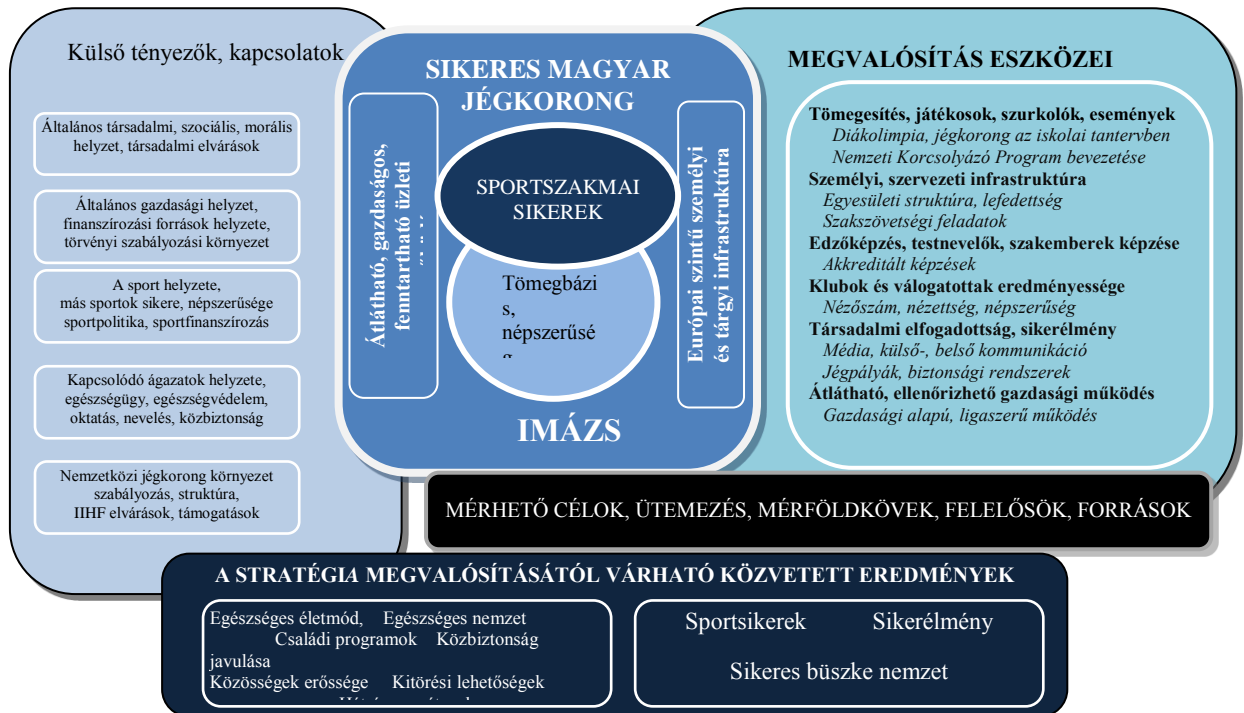 Külső tényezők, kapcsolatok
Általános társadalmi, szociális, morális
helyzet, társadalmi elvárások
Általános gazdasági helyzet,
finanszírozási források helyzete,
törvényi szabályozási környezet
A sport helyzete,
más sportok sikere, népszerűsége
sportpolitika, sportfinanszírozás
Kapcsolódó ágazatok helyzete,
egészségügy, egészségvédelem,
oktatás, nevelés, közbiztonság
Nemzetközi jégkorong környezet
szabályozás, struktúra,
IIHF elvárások, támogatások
SIKERES MAGYAR
JÉGKORONG
Átlátható, gazdaságos,
fenntartható üzleti
SPORTSZAKMAI
SIKEREK
Tömegbázi
s,
népszerűsé
Európai szintű személyi
és tárgyi infrastruktúra
IMÁZS
MEGVALÓSÍTÁS ESZKÖZEI
Tömegesítés, játékosok, szurkolók, események
Diákolimpia, jégkorong az iskolai tantervben
Nemzeti Korcsolyázó Program bevezetése
Személyi, szervezeti infrastruktúra
Egyesületi struktúra, lefedettség
Szakszövetségi feladatok
Edzőképzés, testnevelők, szakemberek képzése
Akkreditált képzések
Klubok és válogatottak eredményessége
Nézőszám, nézettség, népszerűség
Társadalmi elfogadottság, sikerélmény
Média, külső-, belső kommunikáció
Jégpályák, biztonsági rendszerek
Átlátható, ellenőrizhető gazdasági működés
Gazdasági alapú, ligaszerű működés
MÉRHETŐ CÉLOK, ÜTEMEZÉS, MÉRFÖLDKÖVEK, FELELŐSÖK, FORRÁSOK
A STRATÉGIA MEGVALÓSÍTÁSÁTÓL VÁRHATÓ KÖZVETETT EREDMÉNYEK
Egészséges életmód, Egészséges nemzet
Családi programok Közbiztonság
javulása
Közösségek erőssége Kitörési lehetőségek
Sportsikerek Sikerélmény
Sikeres büszke nemzet